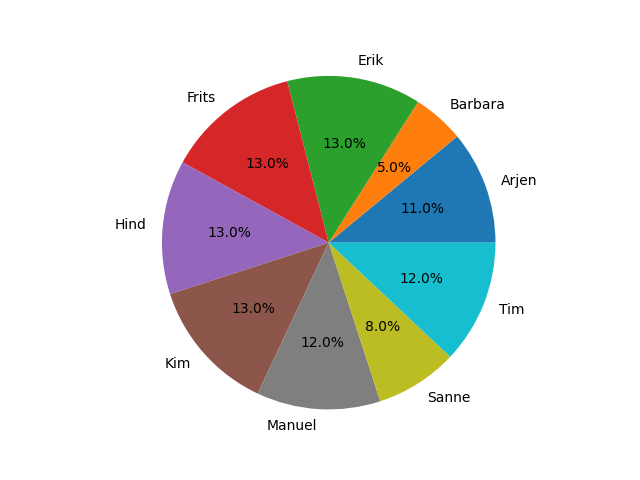 Erik
Frits
Barbara
13.0%
13.0%
5.0%
Arjen
11.0%
Hind
13.0%
12.0%
13.0%
Tim
8.0%
12.0%
Kim
Sanne
Manuel